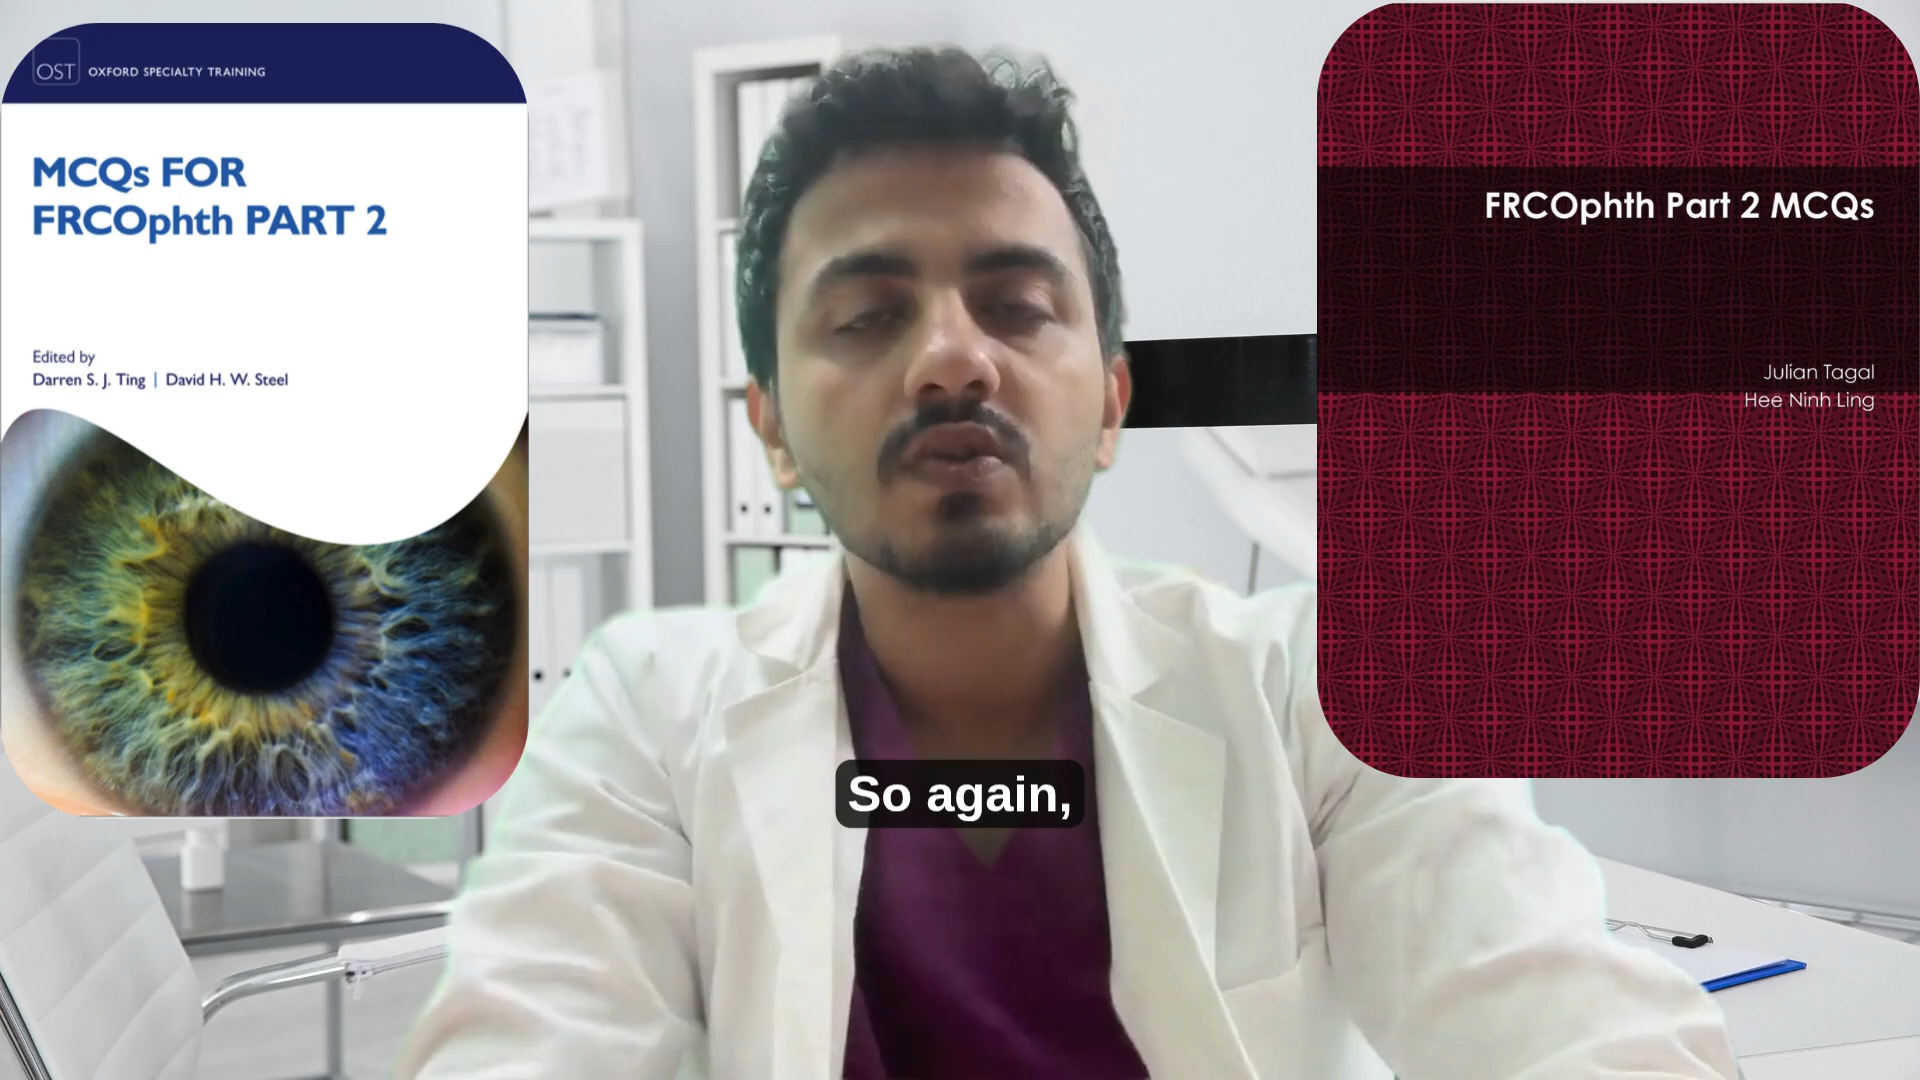 OST OXFORD SPECIALTY TRAINING
MCQs FOR
FRCOphth PART 2
Edited by
Darren S. J. Ting | David H. W. Steel
FRCOphth Part 2 MCQs
Julian Tagal
Hee Ninh Ling
So again,